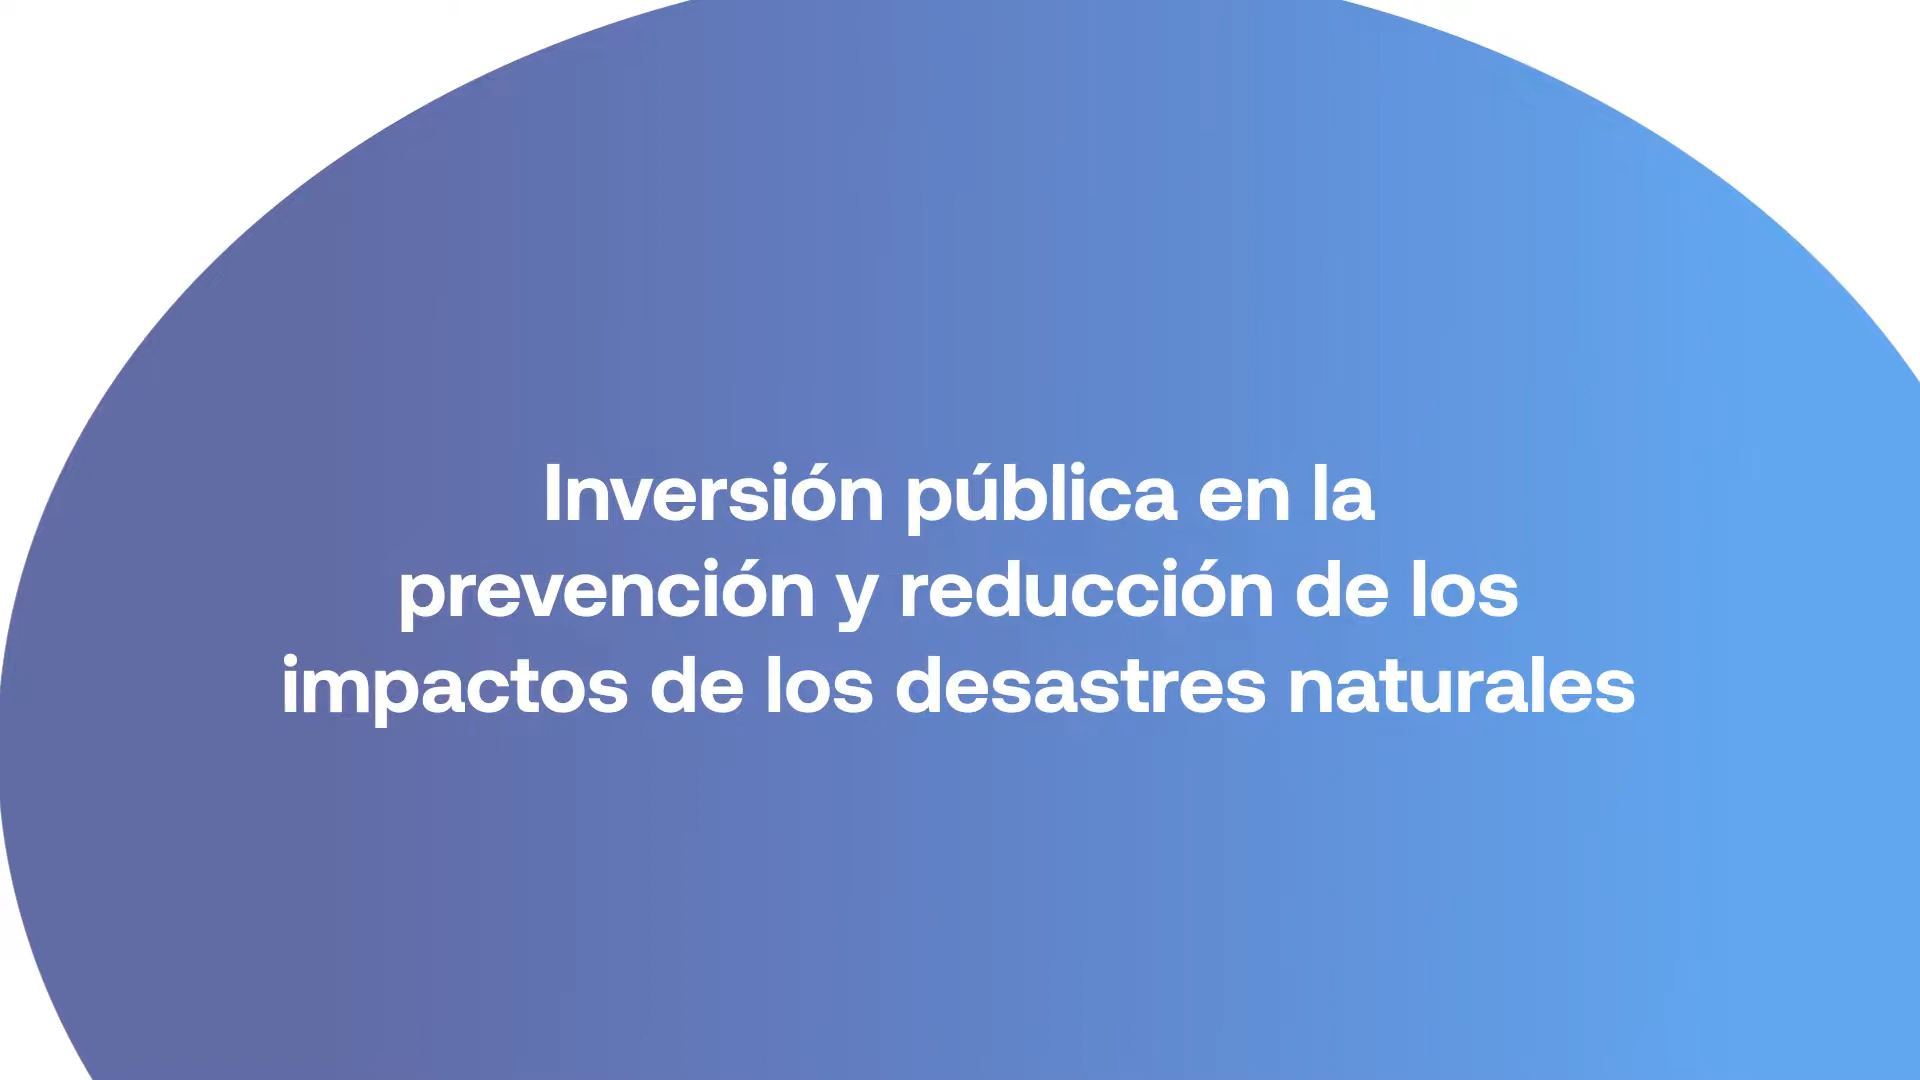 Inversión pública en la
prevención y reducción de los
impactos de los desastres naturales